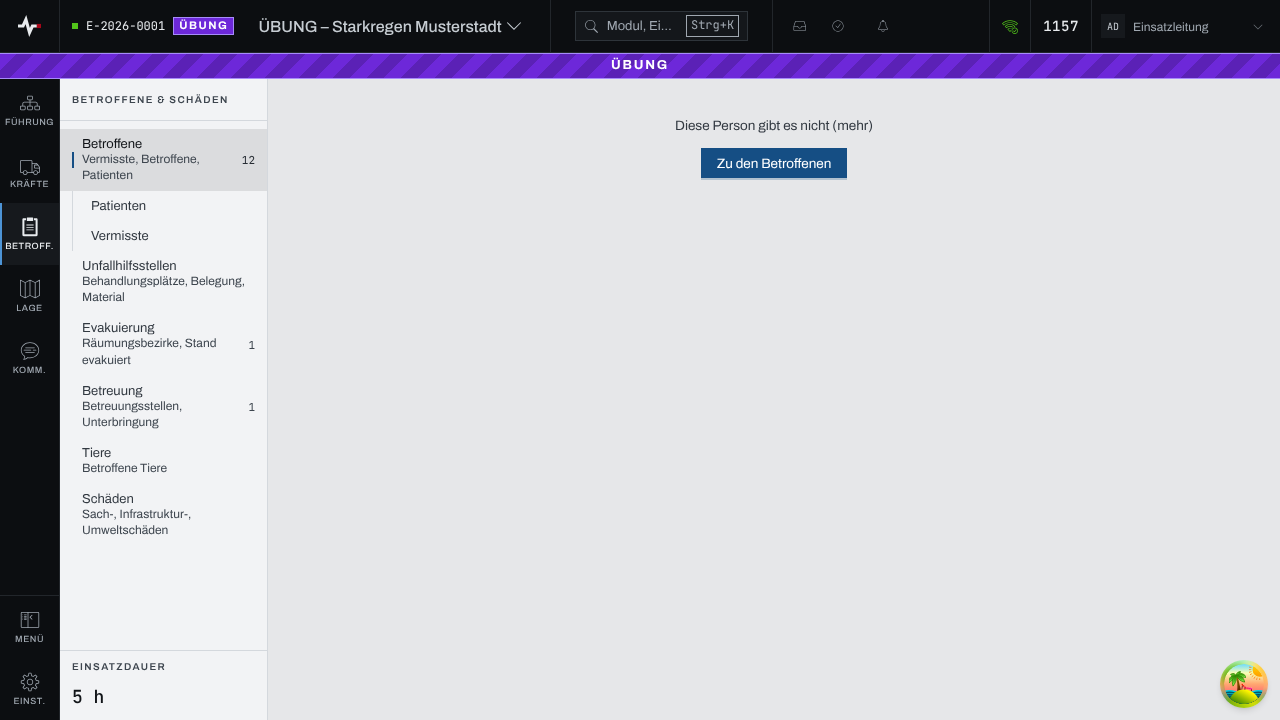 E-2026-0001 ÜBUNG ÜBUNG – Starkregen Musterstadt Modul, Ei... Strg+K 1157 AD Einsatzleitung
ÜBUNG
FÜHRUNG
KRÄFTE
BETROFF.
LAGE
KOMM.
MENÜ
EINST.
BETROFFENE & SCHÄDEN
Betroffene
Vermisste, Betroffene,
Patienten
12
Patienten
Vermisste
Unfallhilfsstellen
Behandlungsplätze, Belegung,
Material
Evakuierung
Räumungsbezirke, Stand
evakuiert
1
Betreuung
Betreuungsstellen,
Unterbringung
1
Tiere
Betroffene Tiere
Schäden
Sach-, Infrastruktur-,
Umweltschäden
EINSATZDAUER
5 h
Diese Person gibt es nicht (mehr)
Zu den Betroffenen